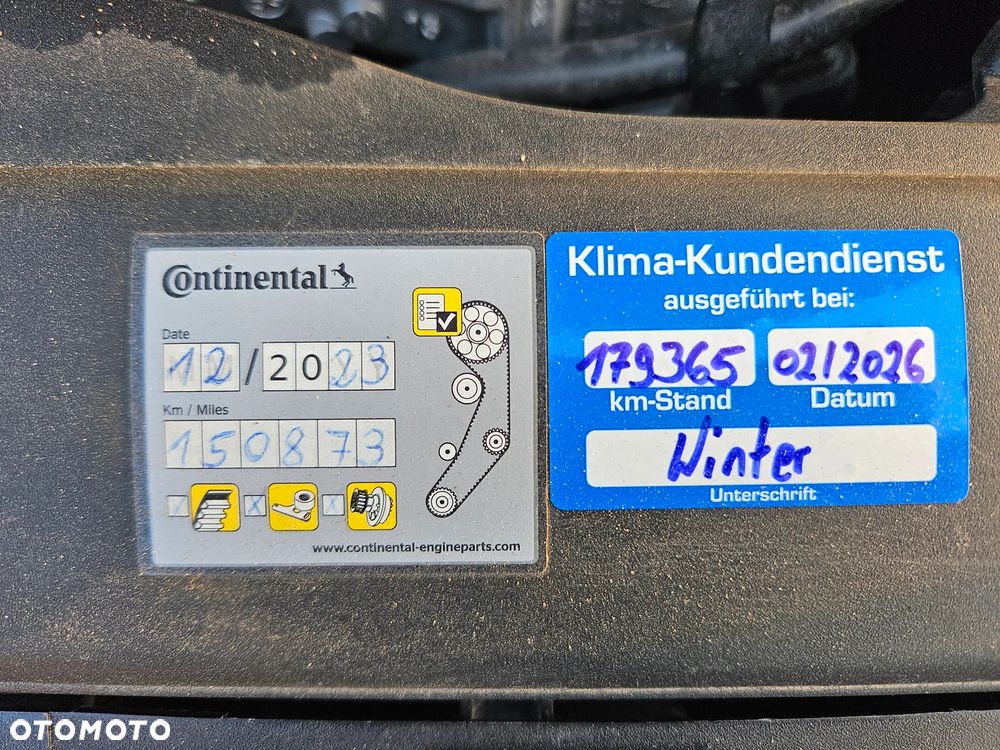 Continental
Date
12/2023
Km / Miles
150873
www.continental-engineparts.com
Klima-Kundendienst
ausgeführt bei:
179365 02/2026
km-Stand Datum
Winter
Unterschrift
OTOMOTO